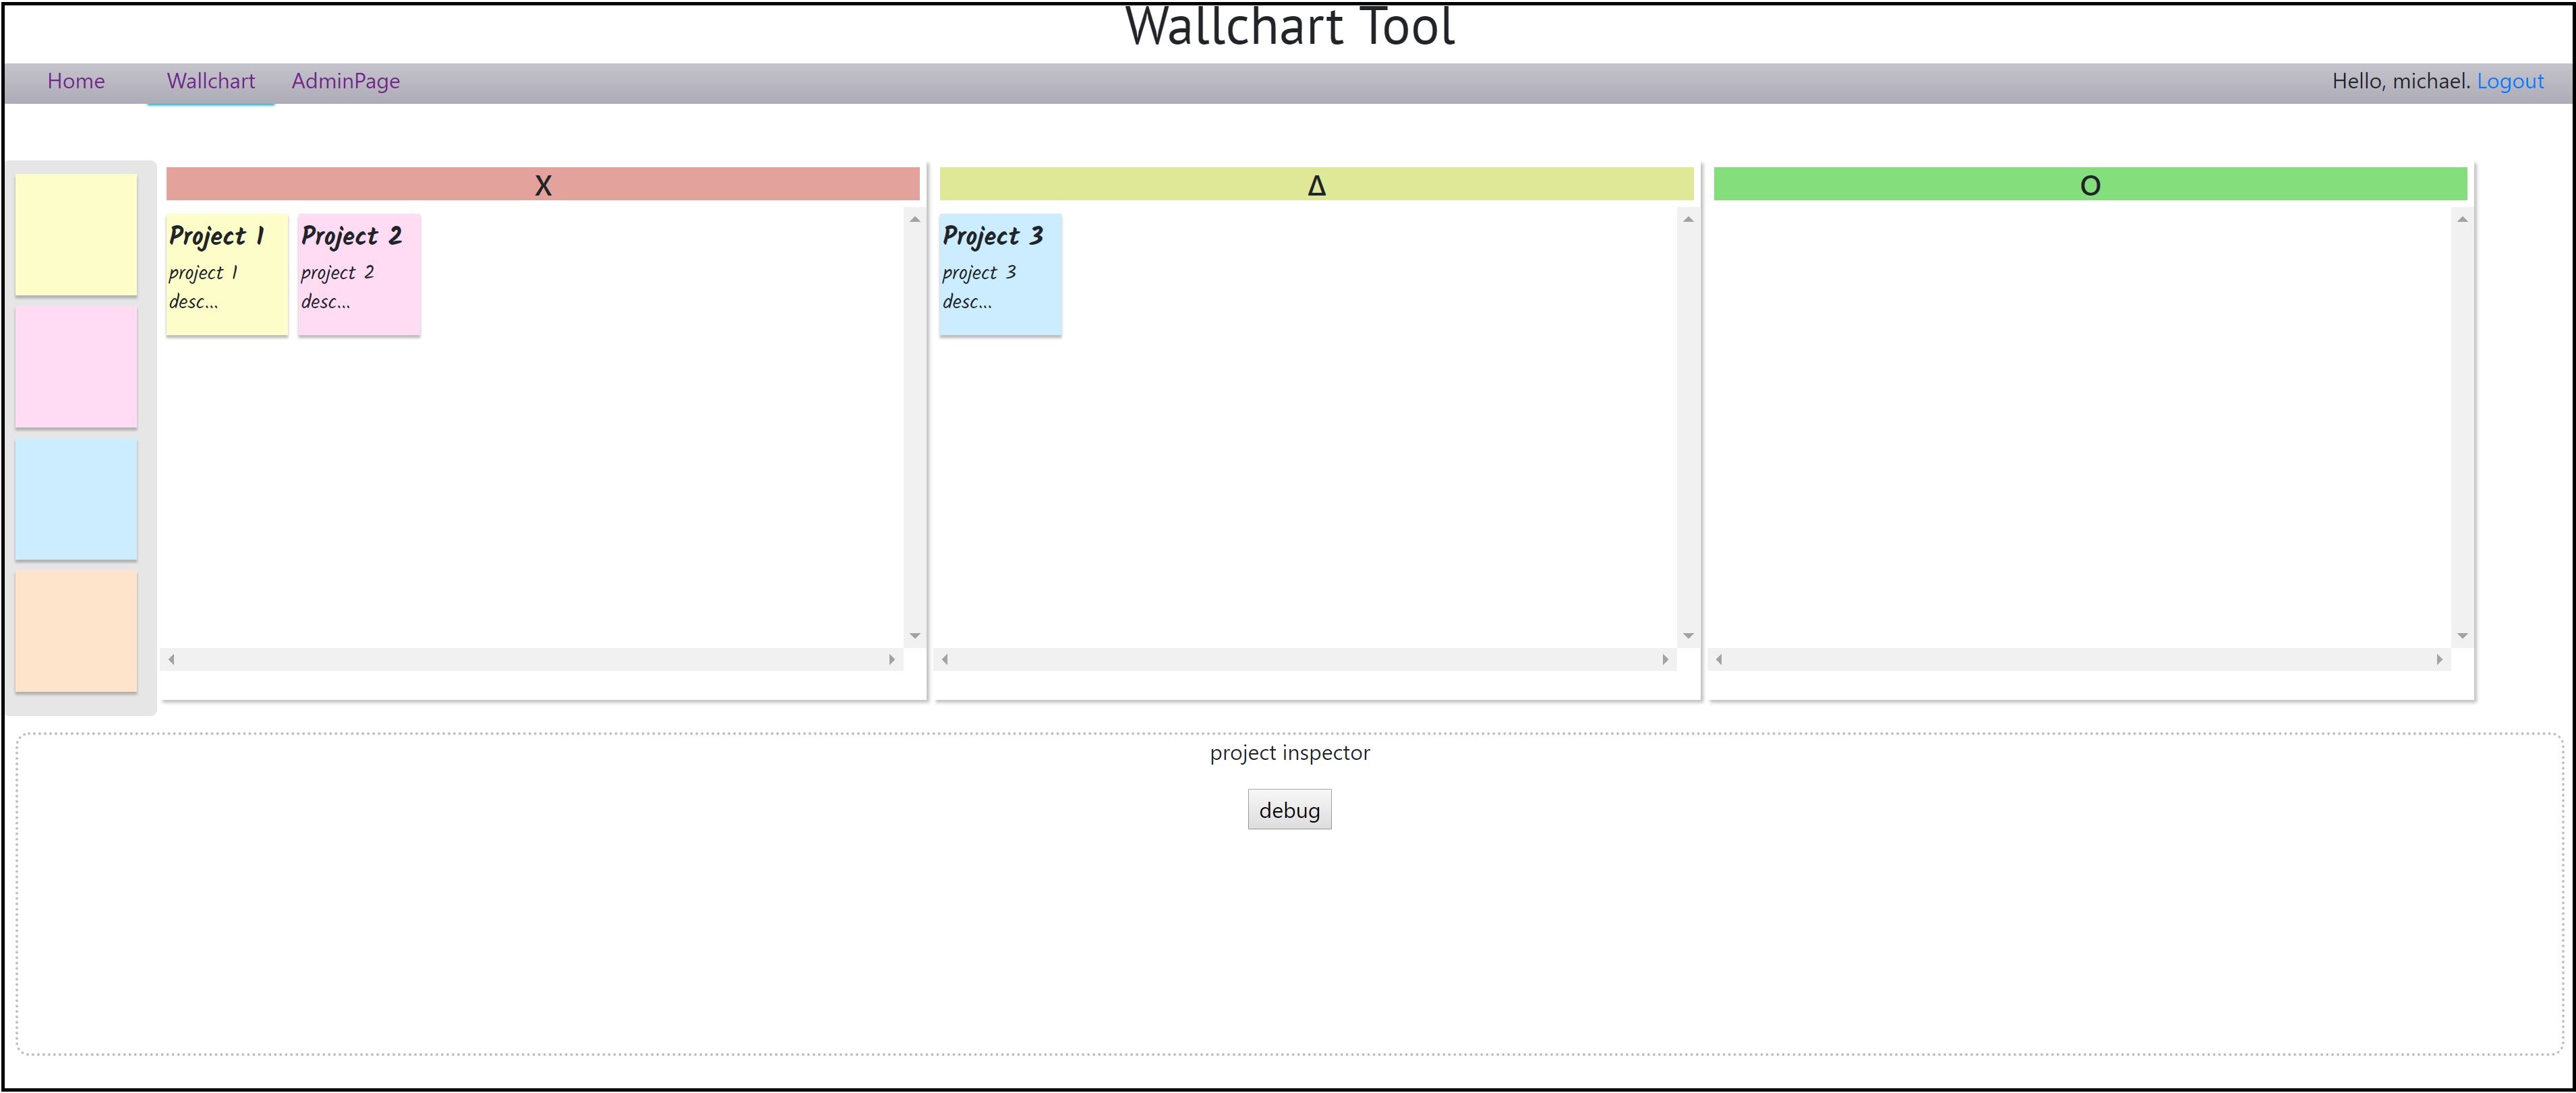 Wallchart Tool
Home Wallchart AdminPage Hello, michael. Logout
X Δ O
Project 1
project 1
desc...
Project 2
project 2
desc...
Project 3
project 3
desc...
project inspector
debug